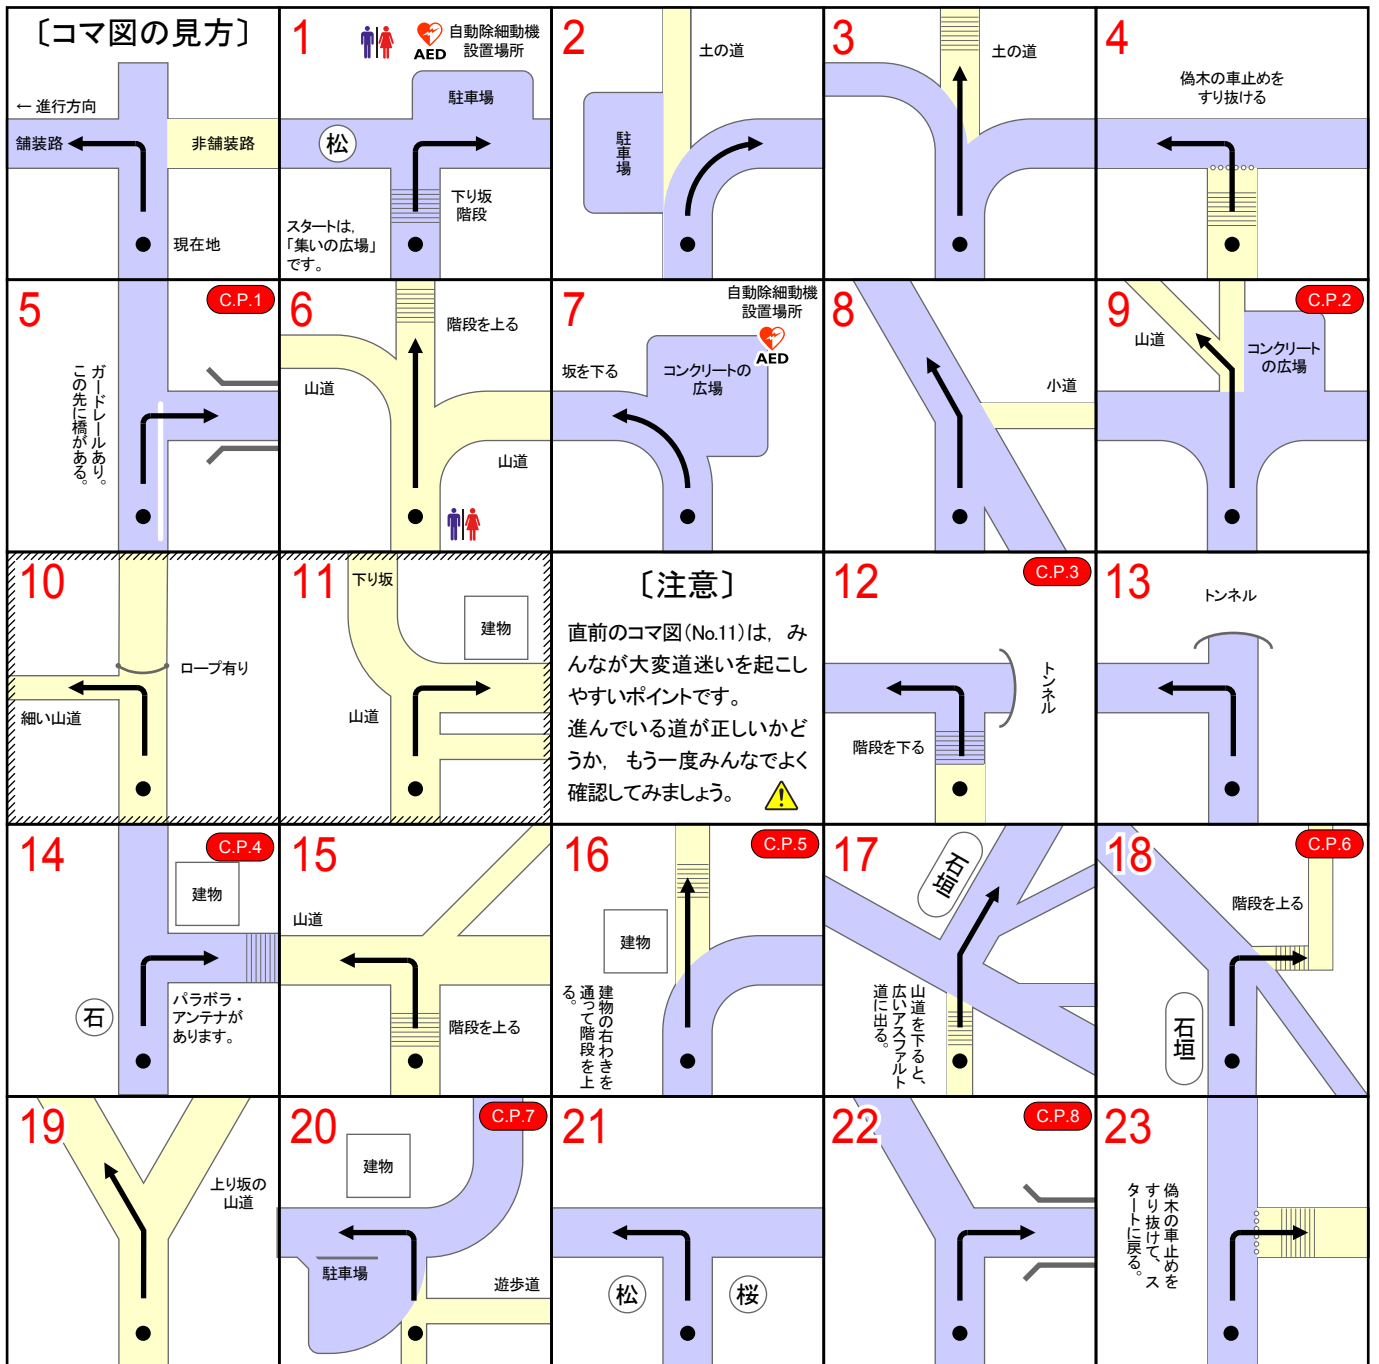 〔コマ図の見方〕
← 進行方向
舗装路
非舗装路
現在地
1
自動除細動機
設置場所
AED
駐車場
松
下り坂
階段
スタートは,
「集いの広場」
です。
2
土の道
駐車場
3
土の道
4
偽木の車止めを
すり抜ける
5
C.P.1
ガードレールあり。
この先に橋がある。
6
階段を上る
山道
山道
7
自動除細動機
設置場所
AED
坂を下る
コンクリートの
広場
8
小道
9
C.P.2
山道
コンクリート
の広場
10
ロープ有り
細い山道
11
下り坂
建物
山道
〔注意〕
直前のコマ図(No.11)は, み
んなが大変道迷いを起こし
やすいポイントです。
進んでいる道が正しいかど
うか, もう一度みんなでよく
確認してみましょう。
12
C.P.3
トンネル
階段を下る
13
トンネル
14
C.P.4
建物
石
パラボラ・
アンテナが
あります。
15
山道
階段を上る
16
C.P.5
建物
建物の右わきを
通って階段を上
る。
17
石垣
山道を下ると、
広いアスファルト
道に出る。
18
C.P.6
階段を上る
石垣
19
上り坂の
山道
20
C.P.7
建物
駐車場
遊歩道
21
松
桜
22
C.P.8
23
偽木の車止めを
すり抜けて、ス
タートに戻る。